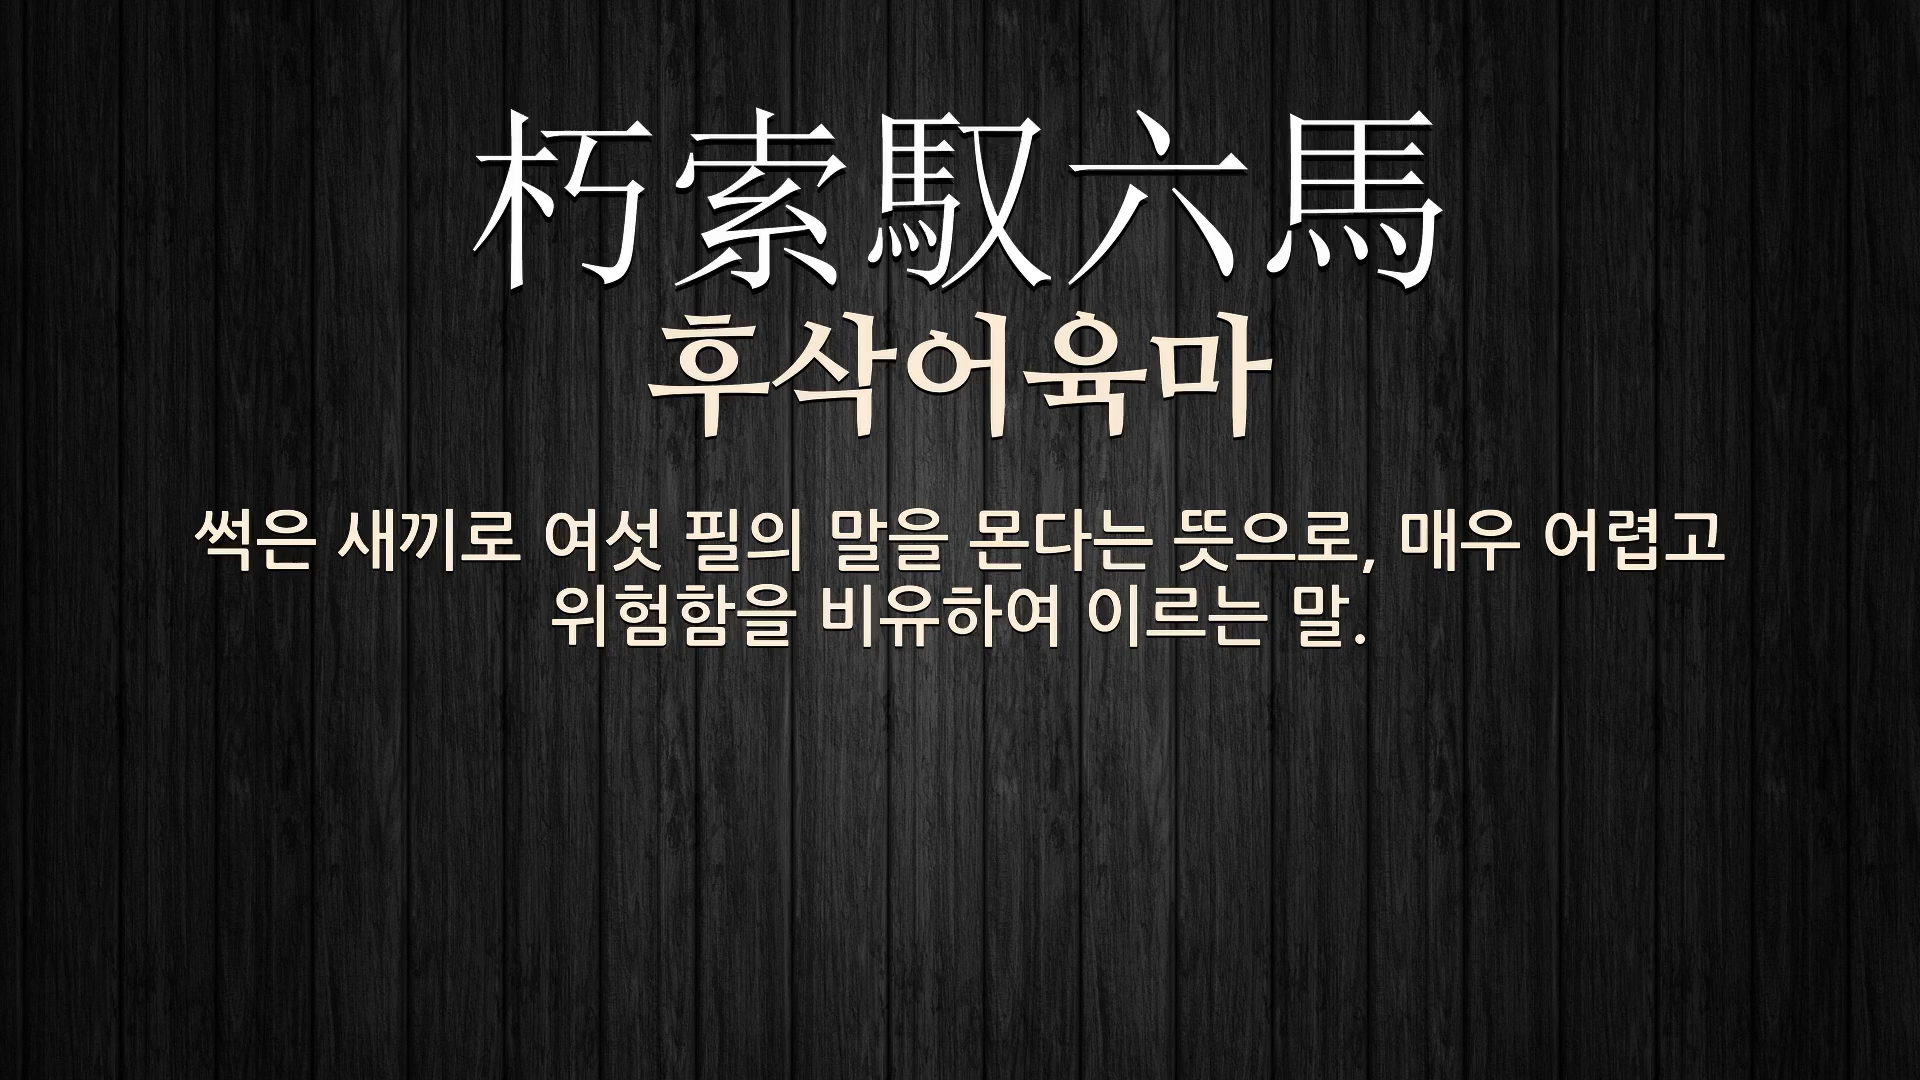 朽索馭六馬
후삭어육마
썩은 새끼로 여섯 필의 말을 몬다는 뜻으로, 매우 어렵고
위험함을 비유하여 이르는 말.